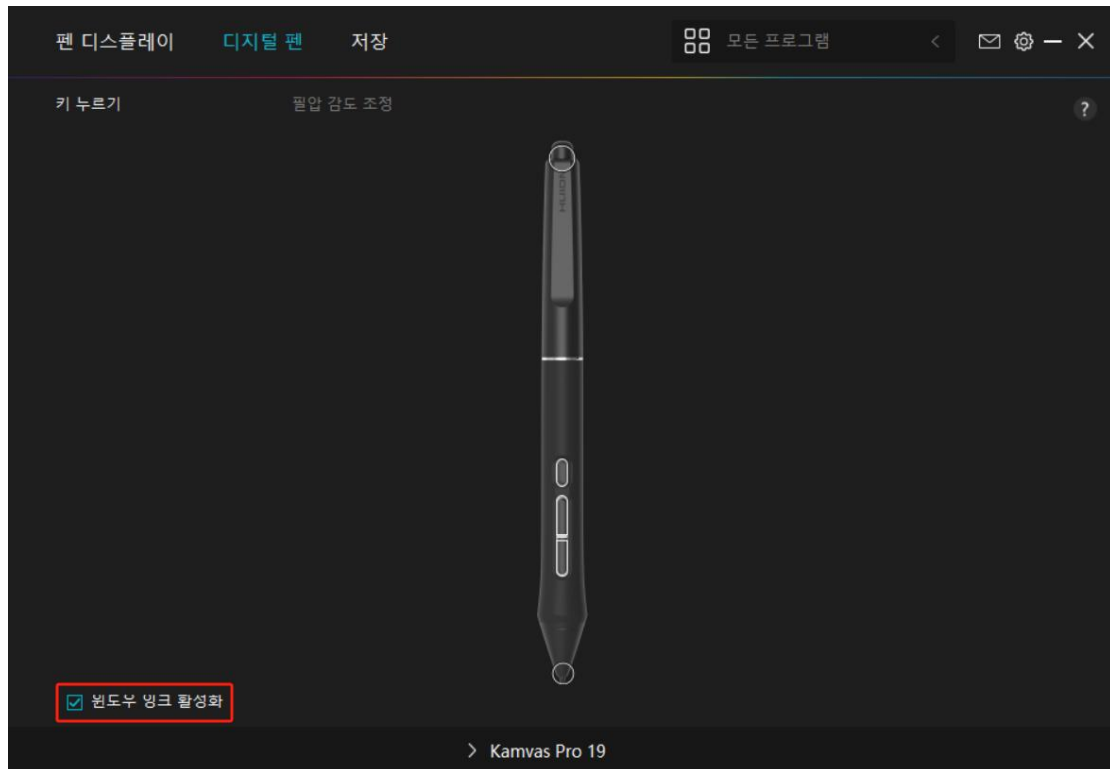 펜 디스플레이 디지털 펜 저장 모든 프로그램
키 누르기 필압 감도 조정 ?
HUION
윈도우 잉크 활성화
Kamvas Pro 19